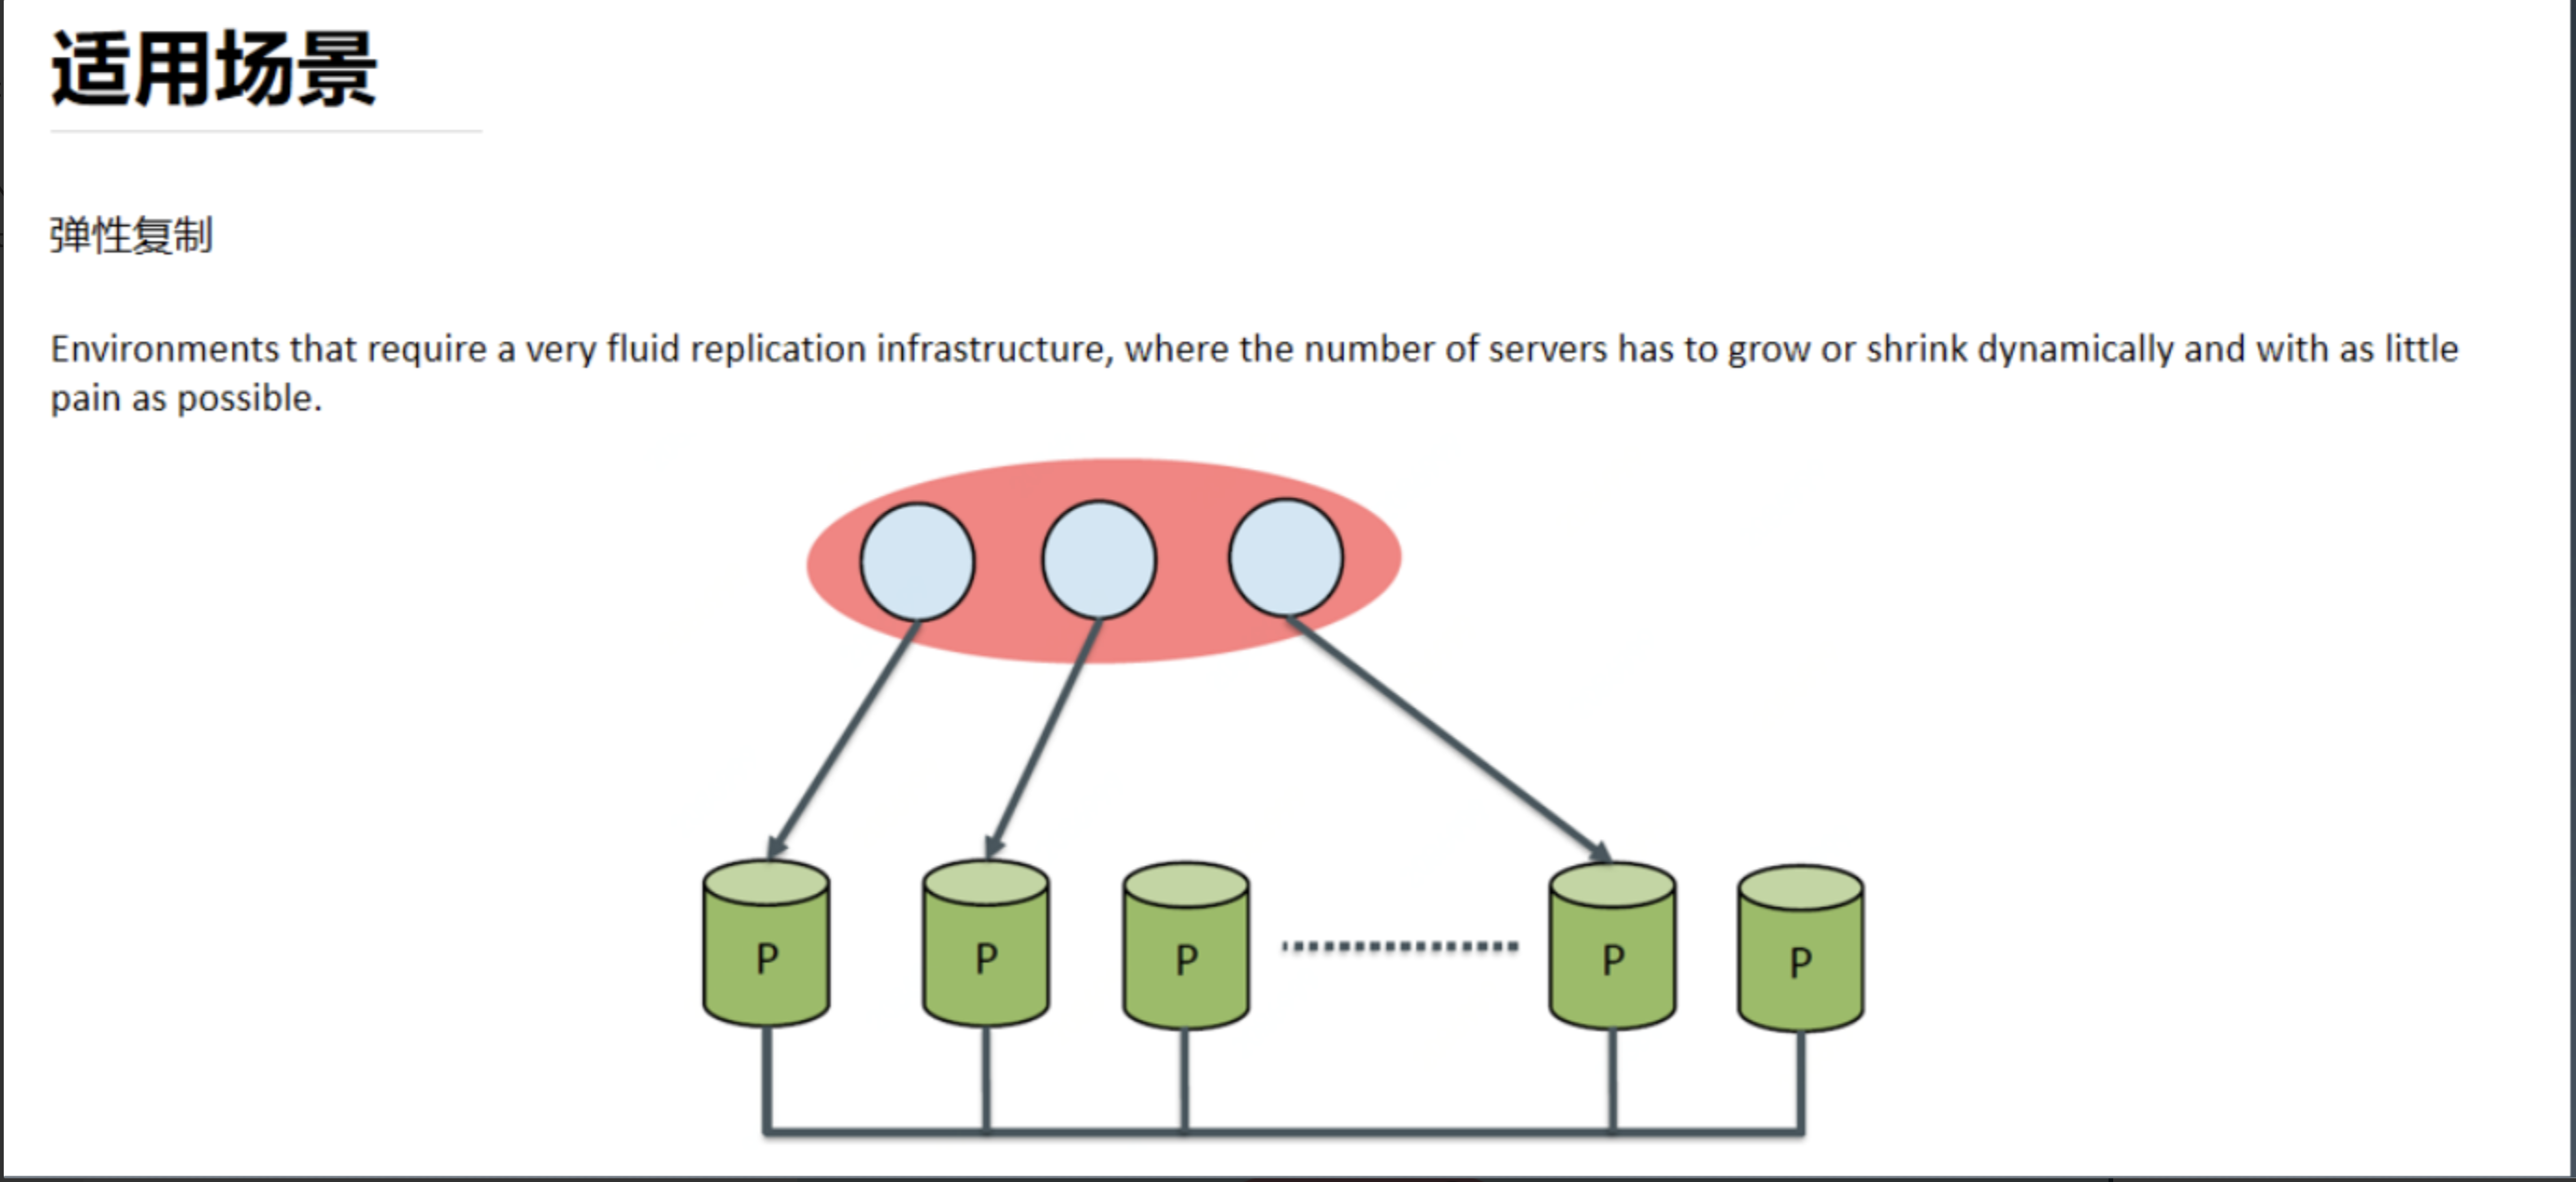 适用场景
弹性复制
Environments that require a very fluid replication infrastructure, where the number of servers has to grow or shrink dynamically and with as little
pain as possible.
P P P P P